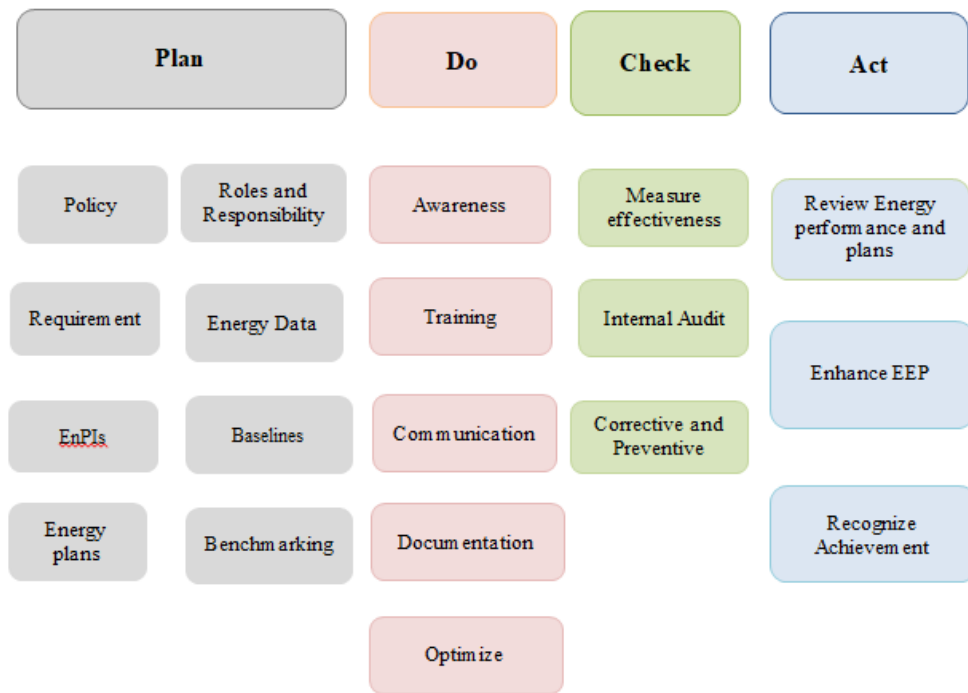 Plan
Do
Check
Act
Policy
Roles and
Responsibility
Awareness
Measure
effectiveness
Review Energy
performance and
plans
Requirement
Energy Data
Training
Internal Audit
Enhance EEP
EnPIs
Baselines
Communication
Corrective and
Preventive
Energy
plans
Benchmarking
Documentation
Recognize
Achievement
Optimize